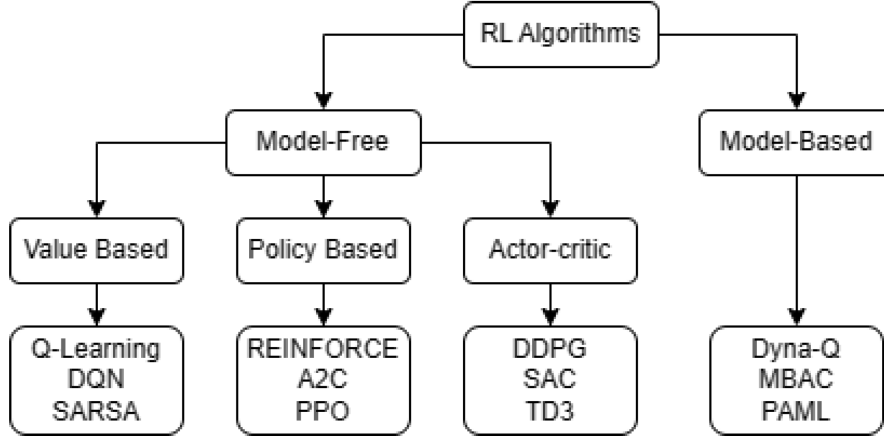 RL Algorithms
Model-Free
Model-Based
Value Based
Policy Based
Actor-critic
Q-Learning
DQN
SARSA
REINFORCE
A2C
PPO
DDPG
SAC
TD3
Dyna-Q
MBAC
PAML